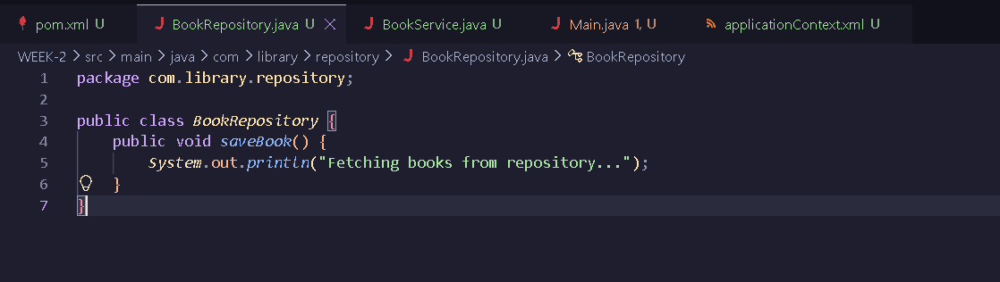 pom.xml U BookRepository.java U BookService.java U Main.java 1, U applicationContext.xml U
WEEK-2 > src > main > java > com > library > repository > BookRepository.java > BookRepository
1 package com.library.repository;
2
3 public class BookRepository {
4 public void saveBook() {
5 System.out.println("Fetching books from repository...");
6 }
7 }